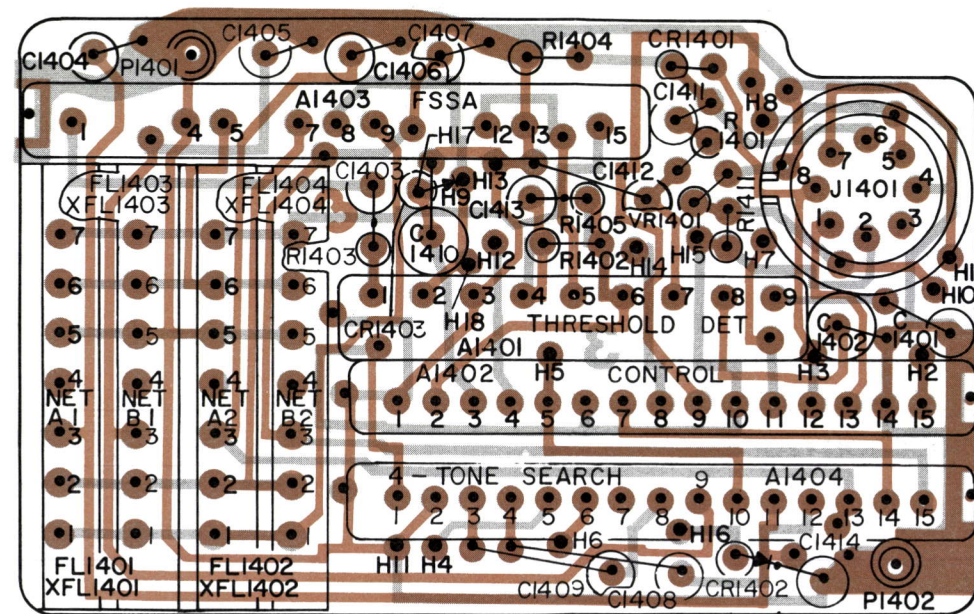 C1404 P1401 C1405 C1406 C1407 R1404 CR1401
A1403 FSSA C1411 R1401 H8
1 4 5 7 8 9 H17 12 13 15
6 7 5 8 J1401 4 1 2 3
FL1403 XFL1403 FL1404 XFL1404 C1403 H9 H13 C1413 C1412 VR1401 R1411
R1403 C1410 H12 R1405 R1402 H14 H15 H7 H1 H10
7 7 7 7
6 6 6 6
1 2 3 4 5 6 7 8 9
CR1403 H18 THRESHOLD DET C1402 C1401
5 5 5 5
A1401 H5 H3 H2
A1402 CONTROL
4 4 4 4
NET A1 NET B1 NET A2 NET B2
1 2 3 4 5 6 7 8 9 10 11 12 13 14 15
3 3 3 3
4-TONE SEARCH 9 A1404
2 2 2 2
1 2 3 4 5 6 7 8 10 11 12 13 14 15
1 1 1 1
H11 H4 H6 H16 C1414
FL1401 XFL1401 FL1402 XFL1402 C1409 C1408 CR1402 P1402